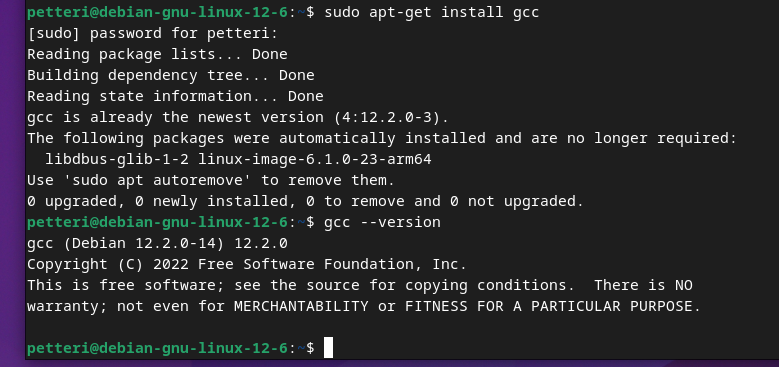 petteri@debian-gnu-linux-12-6:~$ sudo apt-get install gcc
[sudo] password for petteri:
Reading package lists... Done
Building dependency tree... Done
Reading state information... Done
gcc is already the newest version (4:12.2.0-3).
The following packages were automatically installed and are no longer required:
  libdbus-glib-1-2 linux-image-6.1.0-23-arm64
Use 'sudo apt autoremove' to remove them.
0 upgraded, 0 newly installed, 0 to remove and 0 not upgraded.
petteri@debian-gnu-linux-12-6:~$ gcc --version
gcc (Debian 12.2.0-14) 12.2.0
Copyright (C) 2022 Free Software Foundation, Inc.
This is free software; see the source for copying conditions.  There is NO
warranty; not even for MERCHANTABILITY or FITNESS FOR A PARTICULAR PURPOSE.
petteri@debian-gnu-linux-12-6:~$